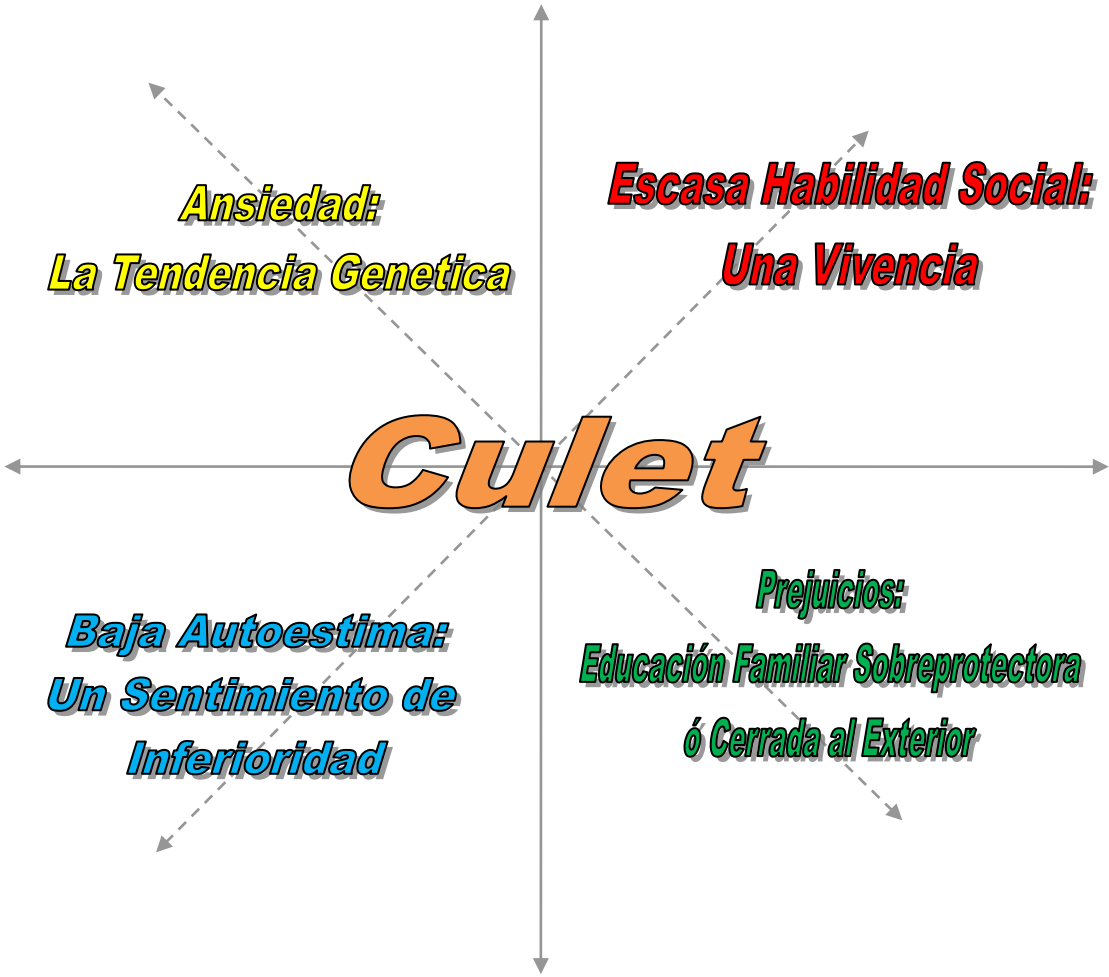 Ansiedad:
La Tendencia Genetica
Escasa Habilidad Social:
Una Vivencia
Culet
Baja Autoestima:
Un Sentimiento de
Inferioridad
Prejuicios:
Educación Familiar Sobreprotectora
ó Cerrada al Exterior